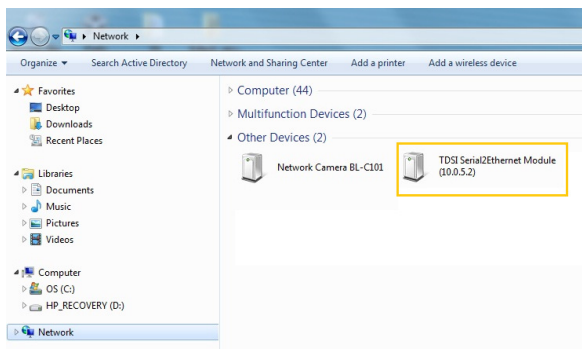 Network
Organize
Search Active Directory
Network and Sharing Center
Add a printer
Add a wireless device
Favorites
Desktop
Downloads
Recent Places
Libraries
Documents
Music
Pictures
Videos
Computer
OS (C:)
HP_RECOVERY (D:)
Network
Computer (44)
Multifunction Devices (2)
Other Devices (2)
Network Camera BL-C101
TDSI Serial2Ethernet Module
(10.0.5.2)